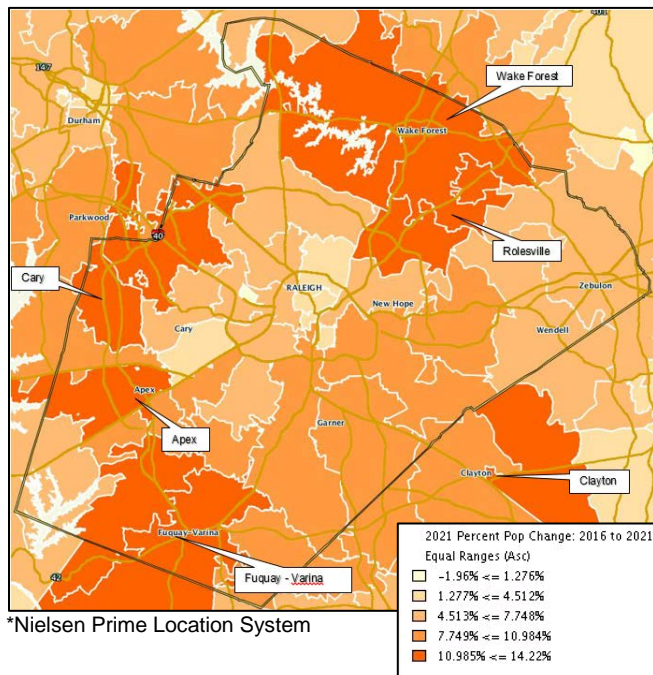 401
147
Wake Forest
Durham
Wake Forest
Parkwood
40
Rolesville
Cary
RALEIGH
New Hope
Zebulon
Cary
Wendell
Apex
Apex
Garner
Clayton
Clayton
Fuquay-Varina
42
Fuquay - Varina
2021 Percent Pop Change: 2016 to 2021
Equal Ranges (Asc)
-1.96% <= 1.276%
1.277% <= 4.512%
4.513% <= 7.748%
7.749% <= 10.984%
10.985% <= 14.22%
*Nielsen Prime Location System